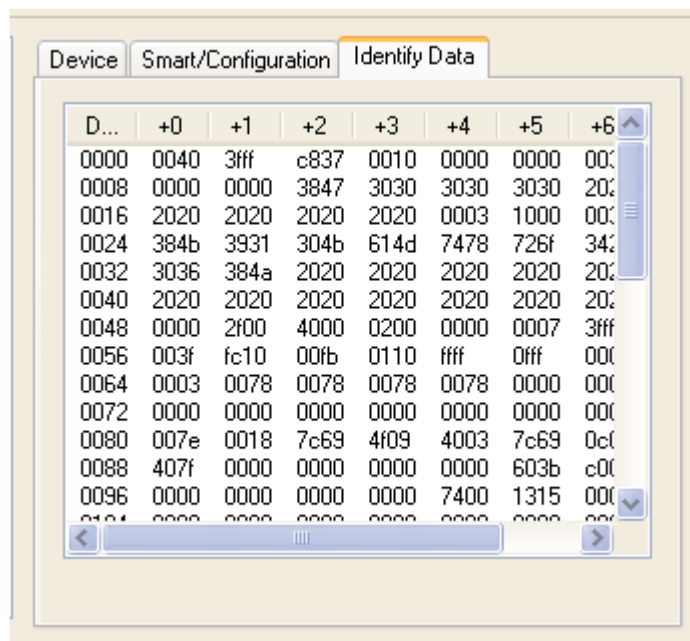 Device Smart/Configuration Identify Data
D... +0 +1 +2 +3 +4 +5 +6
0000 0040 3fff c837 0010 0000 0000
0008 0000 0000 3847 3030 3030 3030
0016 2020 2020 2020 2020 0003 1000
0024 384b 3931 304b 614d 7478 726f
0032 3036 384a 2020 2020 2020 2020
0040 2020 2020 2020 2020 2020 2020
0048 0000 2f00 4000 0200 0000 0007 3fff
0056 003f fc10 00fb 0110 ffff 0fff
0064 0003 0078 0078 0078 0078 0000
0072 0000 0000 0000 0000 0000 0000
0080 007e 0018 7c69 4f09 4003 7c69
0088 407f 0000 0000 0000 0000 603b
0096 0000 0000 0000 0000 7400 1315